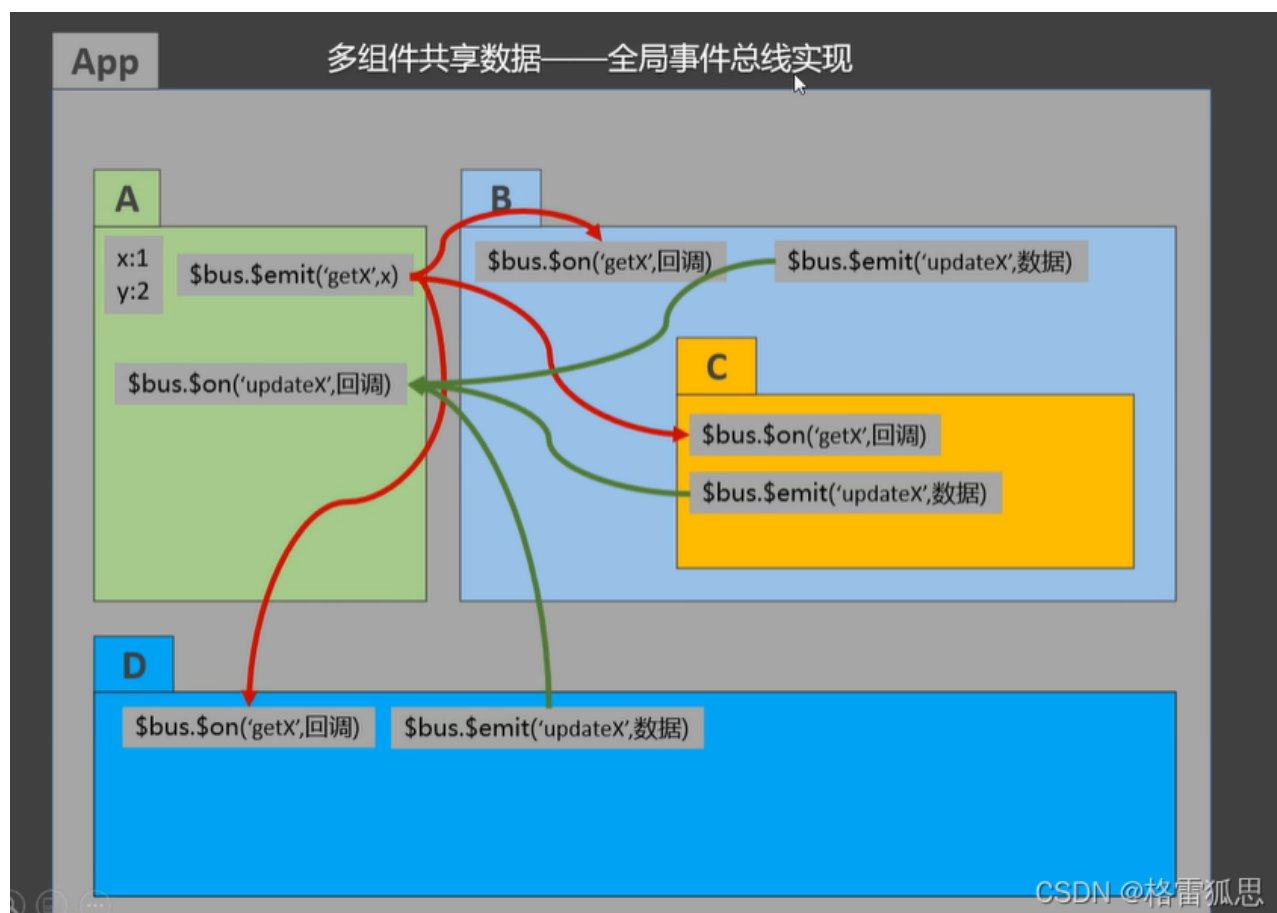 App
多组件共享数据——全局事件总线实现
A
B
x:1
y:2
$bus.$emit(‘getX’,x)
$bus.$on(‘getX’,回调)
$bus.$emit(‘updateX’,数据)
$bus.$on(‘updateX’,回调)
C
$bus.$on(‘getX’,回调)
$bus.$emit(‘updateX’,数据)
D
$bus.$on(‘getX’,回调)
$bus.$emit(‘updateX’,数据)
CSDN @格雷狐思